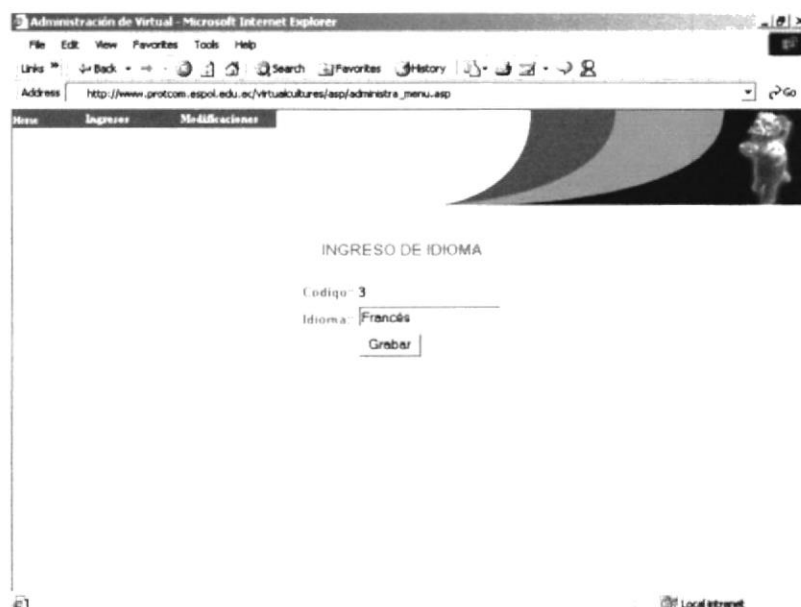 Administración de Virtual - Microsoft Internet Explorer
File Edit View Favorites Tools Help
Links » Back Search Favorites History
Address http://www.protcom.espol.edu.ec/virtualcultures/asp/administra_menu.asp Go
Home Ingresos Modificaciones
INGRESO DE IDIOMA
Codigo: 3
Idioma: Francés
Grabar
Local intranet